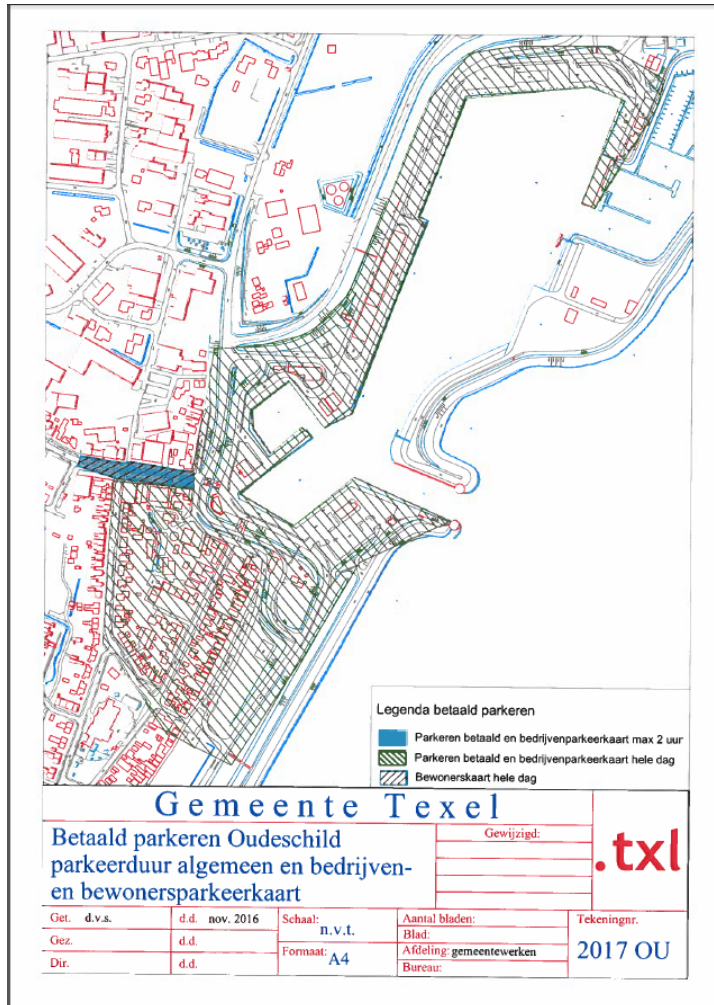 Legenda betaald parkeren
Parkeren betaald en bedrijvenparkeerkaart max 2 uur
Parkeren betaald en bedrijvenparkeerkaart hele dag
Bewonerskaart hele dag
Gemeente Texel
Betaald parkeren Oudeschild
parkeerduur algemeen en bedrijven-
en bewonersparkeerkaart
Gewijzigd:
.txl
Get. d.v.s. d.d. nov. 2016
Gez. d.d.
Dir. d.d.
Schaal: n.v.t.
Formaat: A4
Aantal bladen:
Blad:
Afdeling: gemeentewerken
Bureau:
Tekeningnr.
2017 OU